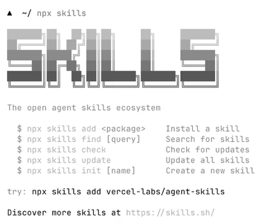 ▲ ~/ npx skills
SKILLS
The open agent skills ecosystem
$ npx skills add <package> Install a skill
$ npx skills find [query] Search for skills
$ npx skills check Check for updates
$ npx skills update Update all skills
$ npx skills init [name] Create a new skill
try: npx skills add vercel-labs/agent-skills
Discover more skills at https://skills.sh/